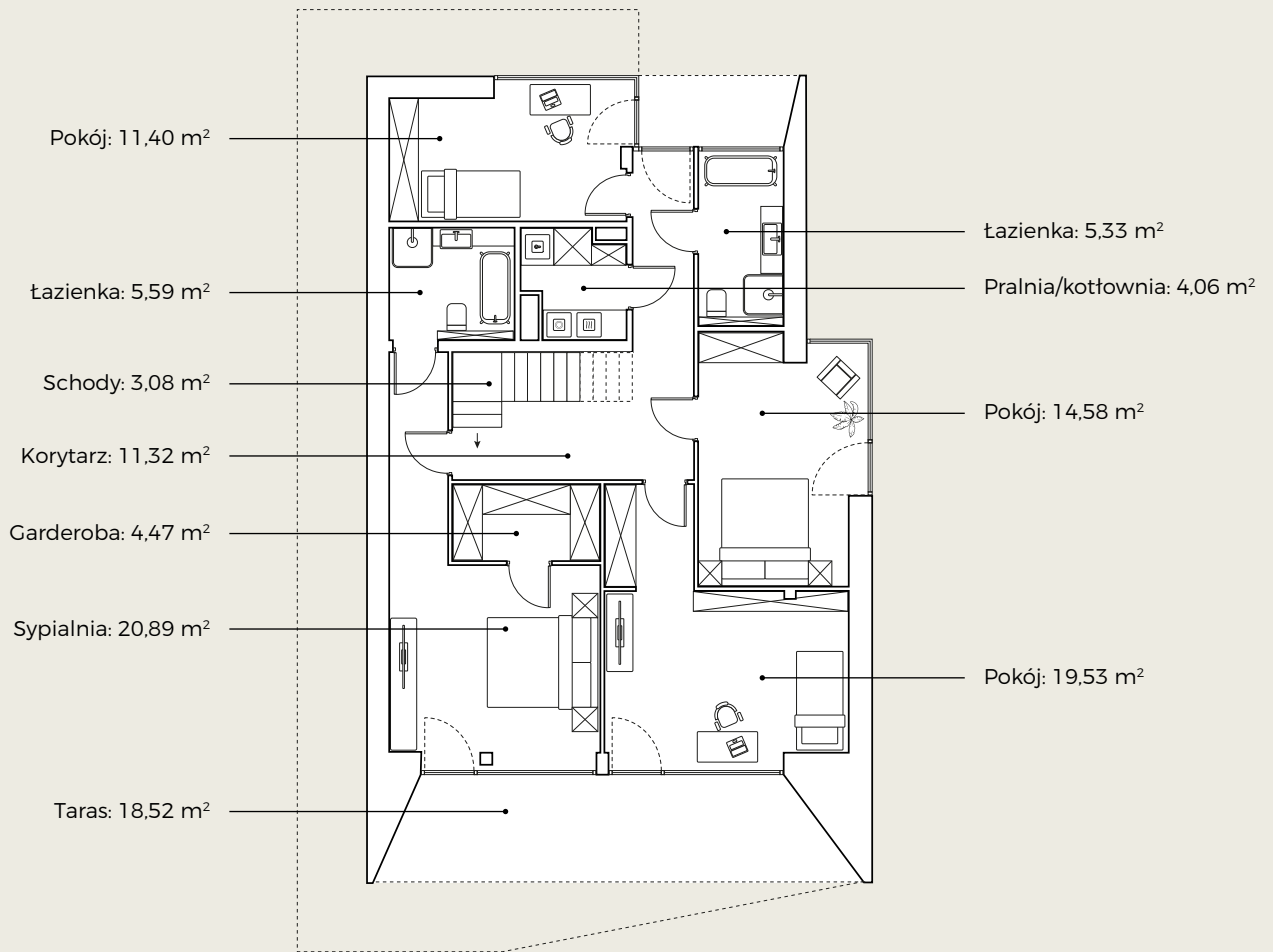 Pokój: 11,40 m²
Łazienka: 5,59 m²
Schody: 3,08 m²
Korytarz: 11,32 m²
Garderoba: 4,47 m²
Sypialnia: 20,89 m²
Taras: 18,52 m²
Łazienka: 5,33 m²
Pralnia/kotłownia: 4,06 m²
Pokój: 14,58 m²
Pokój: 19,53 m²